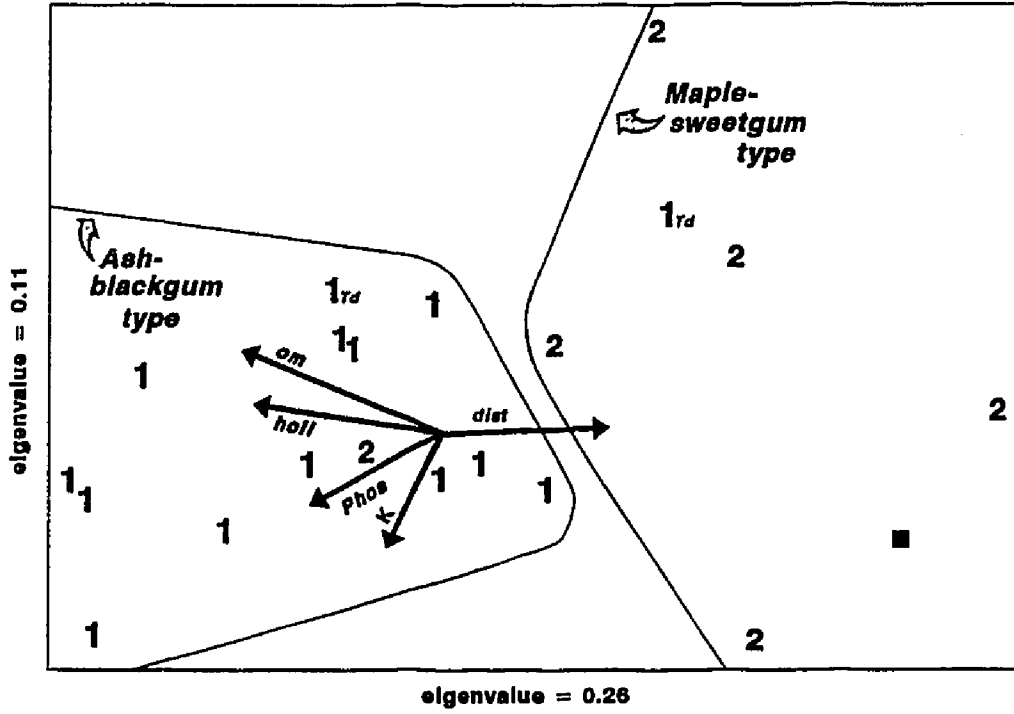 2
Maple-
sweetgum
type
1Td
2
Ash-
blackgum
type
1Td
1
11
2
1
om
holl
dist
2
1
2
1
1
1
Phos
K
1
1
1
1
1
2
eigenvalue = 0.11
eigenvalue = 0.26